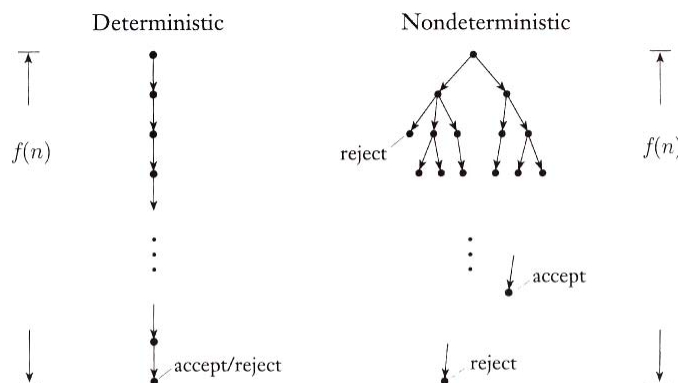 Deterministic
Nondeterministic
f(n)
reject
f(n)
accept
accept/reject
reject